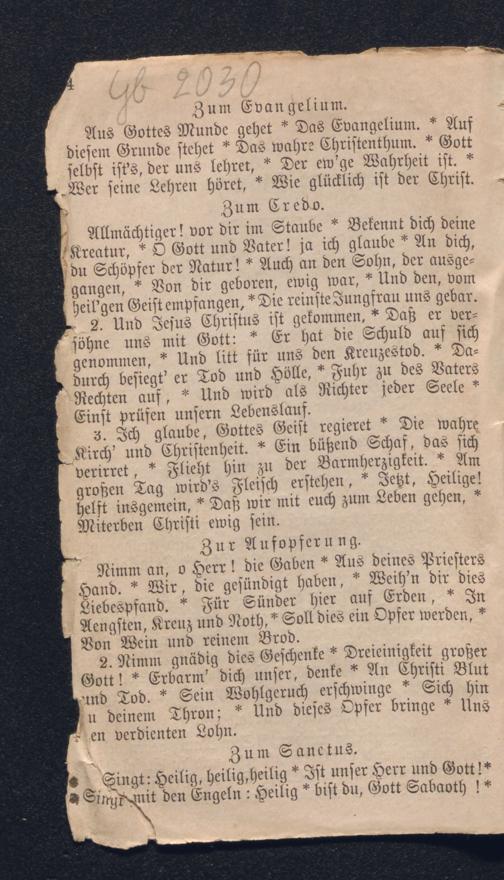 4
Yb 2030
Zum Evangelium.
Aus Gottes Munde gehet * Das Evangelium. * Auf
diesem Grunde stehet * Das wahre Christenthum. * Gott
selbst ist's, der uns lehret, * Der ew'ge Wahrheit ist. *
Wer seine Lehren höret, * Wie glücklich ist der Christ.
Zum Credo.
Allmächtiger! vor dir im Staube * Bekennt dich deine
Kreatur, * O Gott und Vater! ja ich glaube * An dich,
du Schöpfer der Natur! * Auch an den Sohn, der ausge-
gangen, * Von dir geboren, ewig war, * Und den, vom
heil'gen Geist empfangen, * Die reinste Jungfrau uns gebar.
2. Und Jesus Christus ist gekommen, * Daß er ver-
söhne uns mit Gott: * Er hat die Schuld auf sich
genommen, * Und litt für uns den Kreuzestod. * Da-
durch besiegt' er Tod und Hölle, * Fuhr zu des Vaters
Rechten auf, * Und wird als Richter jeder Seele *
Einst prüfen unsern Lebenslauf.
3. Ich glaube, Gottes Geist regieret * Die wahre
Kirch' und Christenheit. * Ein büßend Schaf, das sich
verirret, * Flieht hin zu der Barmherzigkeit. * Am
großen Tag wird's Fleisch erstehen, * Jetzt, Heilige!
helft insgemein, * Daß wir mit euch zum Leben gehen, *
Miterben Christi ewig sein.
Zur Aufopferung.
Nimm an, o Herr! die Gaben * Aus deines Priesters
Hand. * Wir, die gesündigt haben, * Weih'n dir dies
Liebespfand. * Für Sünder hier auf Erden, * In
Aengsten, Kreuz und Noth, * Soll dies ein Opfer werden, *
Von Wein und reinem Brod.
2. Nimm gnädig dies Geschenke * Dreieinigkeit großer
Gott! * Erbarm' dich unser, denke * An Christi Blut
und Tod. * Sein Wohlgeruch erschwinge * Sich hin
u deinem Thron; * Und dieses Opfer bringe * Uns
en verdienten Lohn.
Zum Sanctus.
Singt: Heilig, heilig, heilig * Ist unser Herr und Gott! *
Singt mit den Engeln: Heilig * bist du, Gott Sabaoth! *